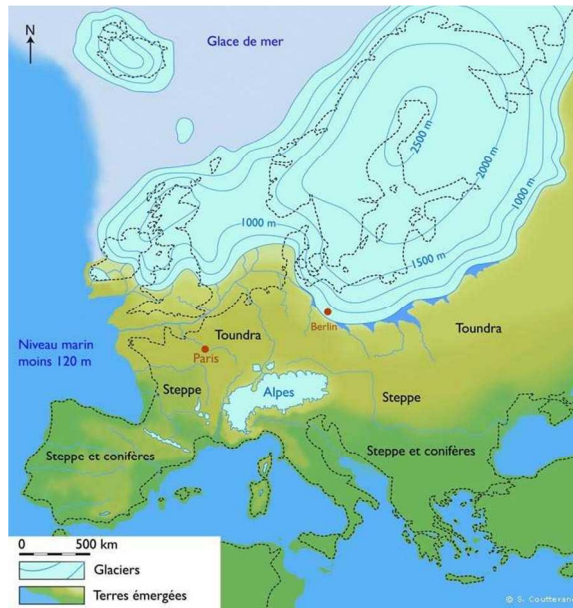 N
Glace de mer
2500 m
2000 m
1000 m
1000 m
1500 m
Berlin
Toundra
Toundra
Niveau marin
moins 120 m
Paris
Steppe
Alpes
Steppe
Steppe et conifères
Steppe et conifères
0 500 km
Glaciers
Terres émergées
© S. Coutterand